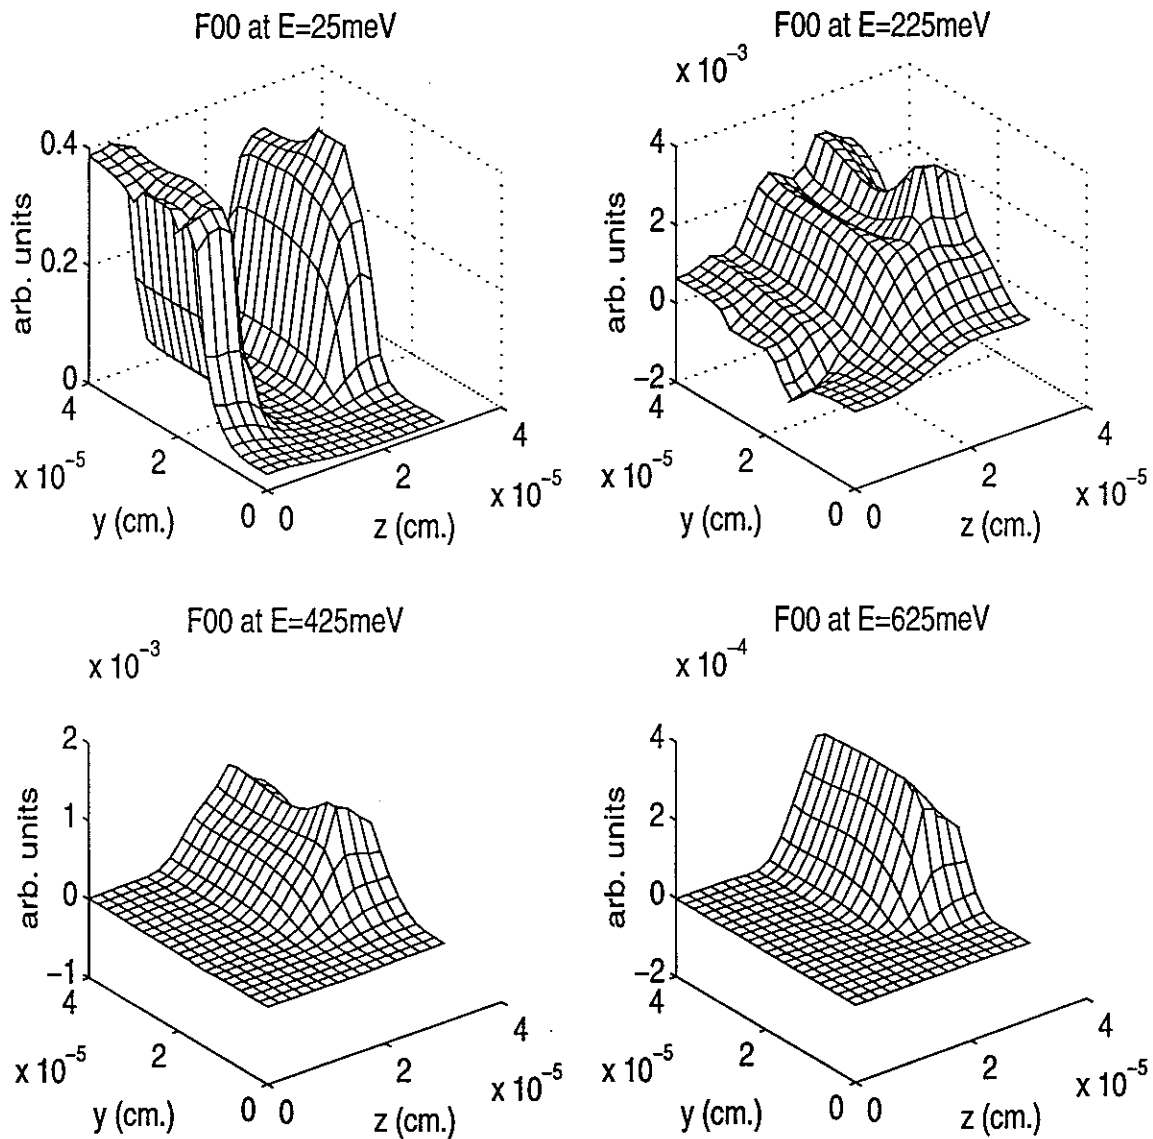 F00 at E=25meV
0.4
0.2
0
arb. units
4
2
0
x 10⁻⁵
y (cm.)
0
2
4
x 10⁻⁵
z (cm.)
F00 at E=225meV
x 10⁻³
4
2
0
−2
arb. units
4
2
0
x 10⁻⁵
y (cm.)
0
2
4
x 10⁻⁵
z (cm.)
F00 at E=425meV
x 10⁻³
2
1
0
−1
arb. units
4
2
0
x 10⁻⁵
y (cm.)
0
2
4
x 10⁻⁵
z (cm.)
F00 at E=625meV
x 10⁻⁴
4
2
0
−2
arb. units
4
2
0
x 10⁻⁵
y (cm.)
0
2
4
x 10⁻⁵
z (cm.)